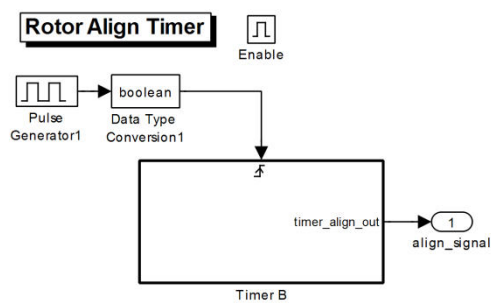 Rotor Align Timer
Enable
boolean
Pulse
Generator1
Data Type
Conversion1
timer_align_out
1
align_signal
Timer B